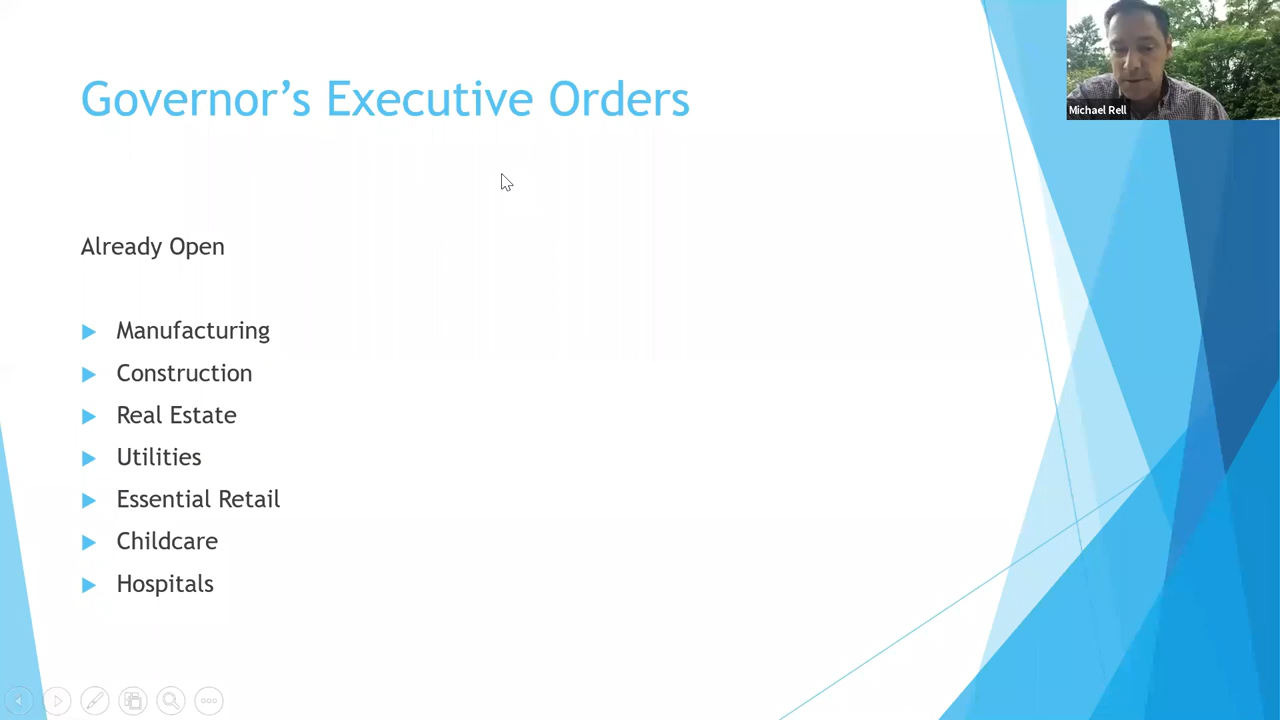 Governor’s Executive Orders
Michael Rell
Already Open
Manufacturing
Construction
Real Estate
Utilities
Essential Retail
Childcare
Hospitals